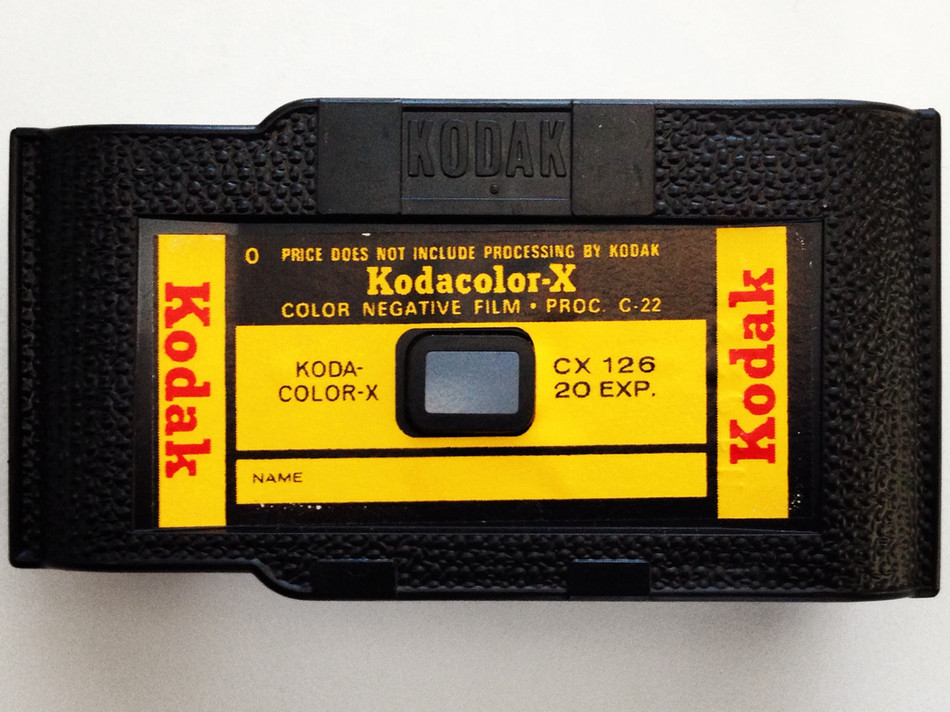 KODAK
O PRICE DOES NOT INCLUDE PROCESSING BY KODAK
Kodacolor-X
COLOR NEGATIVE FILM • PROC. C-22
Kodak
KODA-
COLOR-X
CX 126
20 EXP.
Kodak
NAME